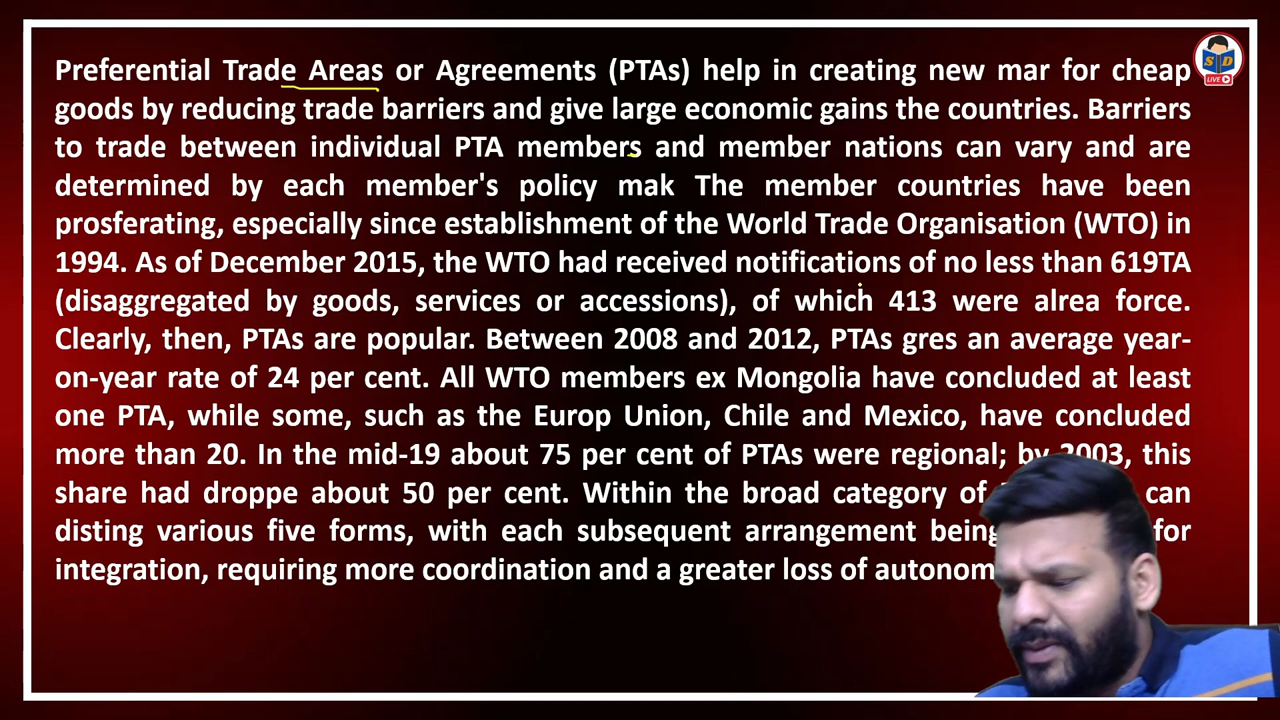 Preferential Trade Areas or Agreements (PTAs) help in creating new mar for cheap
goods by reducing trade barriers and give large economic gains the countries. Barriers
to trade between individual PTA members and member nations can vary and are
determined by each member's policy mak The member countries have been
prosferating, especially since establishment of the World Trade Organisation (WTO) in
1994. As of December 2015, the WTO had received notifications of no less than 619TA
(disaggregated by goods, services or accessions), of which 413 were alrea force.
Clearly, then, PTAs are popular. Between 2008 and 2012, PTAs gres an average year-
on-year rate of 24 per cent. All WTO members ex Mongolia have concluded at least
one PTA, while some, such as the Europ Union, Chile and Mexico, have concluded
more than 20. In the mid-19 about 75 per cent of PTAs were regional; by 2003, this
share had droppe about 50 per cent. Within the broad category of can
disting various five forms, with each subsequent arrangement being for
integration, requiring more coordination and a greater loss of autonom
S D
LIVE